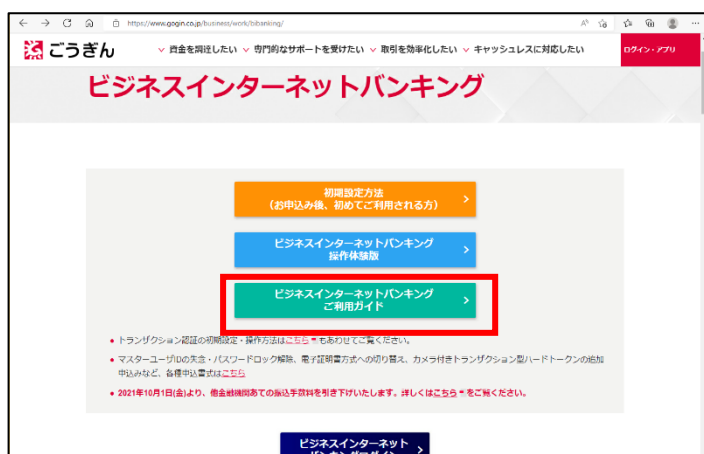 https://www.gogin.co.jp/business/work/bibanking/
ごうぎん
資金を調達したい 専門的なサポートを受けたい 取引を効率化したい キャッシュレスに対応したい
ログイン・アプリ
ビジネスインターネットバンキング
初期設定方法
(お申込み後、初めてご利用される方)
ビジネスインターネットバンキング
操作体験版
ビジネスインターネットバンキング
ご利用ガイド
トランザクション認証の初期設定・操作方法はこちら もあわせてご覧ください。
マスターユーザIDの失念・パスワードロック解除、電子証明書方式への切り替え、カメラ付きトランザクション型ハードトークンの追加
申込みなど、各種申込書式はこちら
2021年10月1日(金)より、他金融機関あての振込手数料を引き下げいたします。詳しくはこちら をご覧ください。
ビジネスインターネット